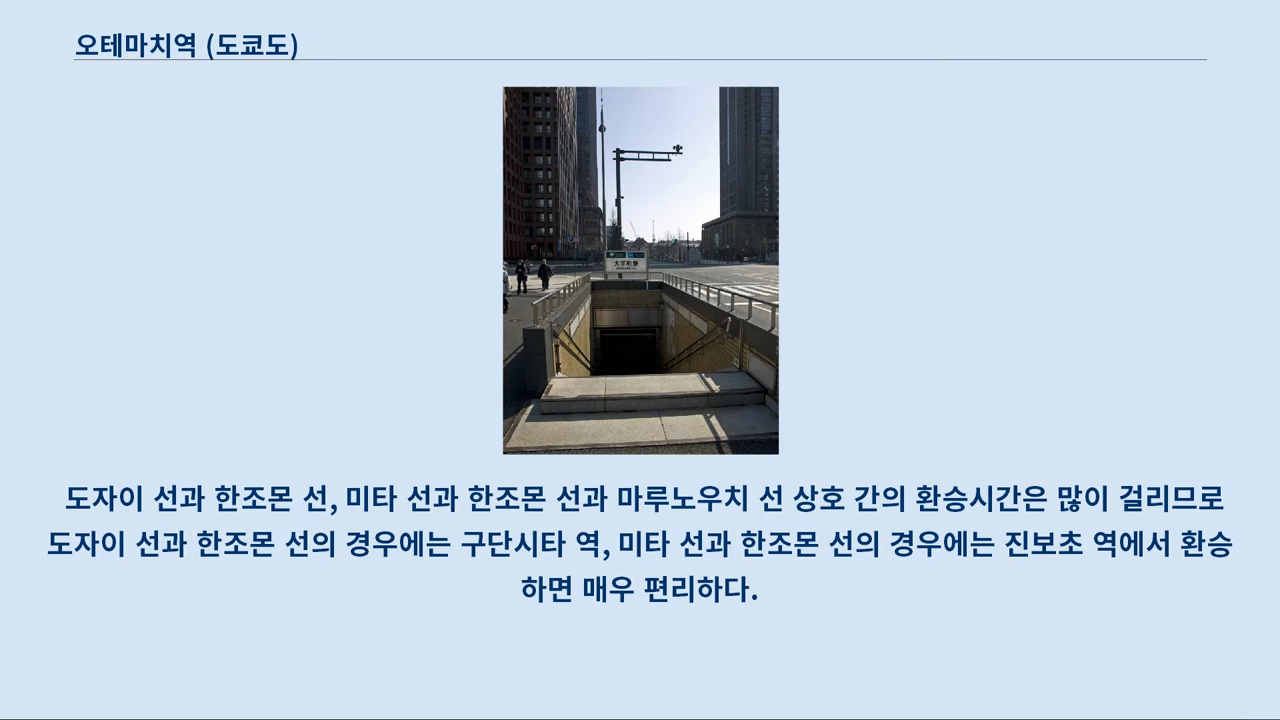 오테마치역 (도쿄도)
大手町駅
도자이 선과 한조몬 선, 미타 선과 한조몬 선과 마루노우치 선 상호 간의 환승시간은 많이 걸리므로
도자이 선과 한조몬 선의 경우에는 구단시타 역, 미타 선과 한조몬 선의 경우에는 진보초 역에서 환승
하면 매우 편리하다.